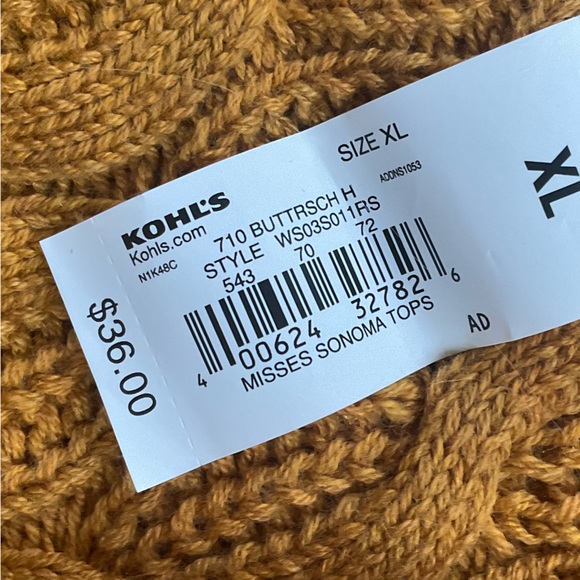 KOHL'S
Kohls.com
N1K48C
SIZE XL
710 BUTTRSCH H
ADDNS1053
STYLE WS03S011RS
543 70 72
4 00624 32782 6
MISSES SONOMA TOPS
AD
$36.00
XL